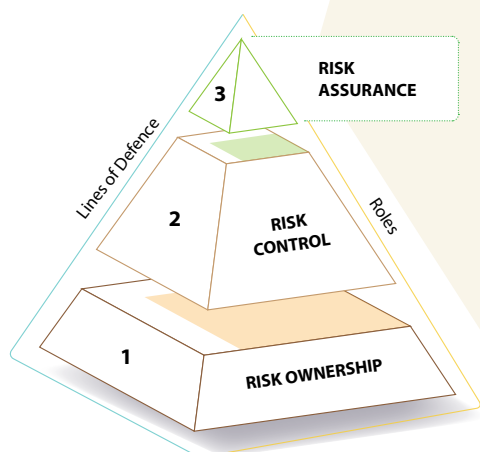 3
RISK
ASSURANCE
Lines of Defence
2
RISK
CONTROL
Roles
1
RISK OWNERSHIP